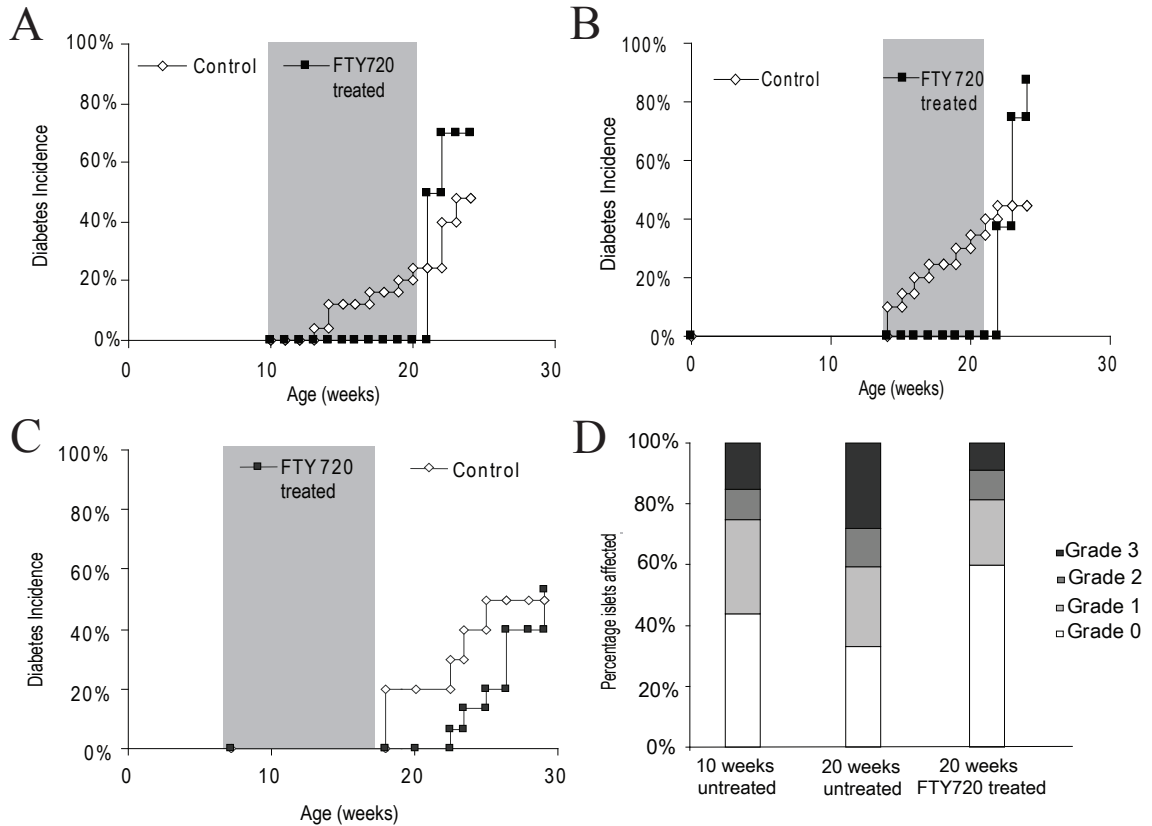 A
100%
80%
60%
40%
20%
0%
Diabetes Incidence
Control
FTY720
treated
0
10
20
30
Age (weeks)
B
100%
80%
60%
40%
20%
0%
Diabetes Incidence
Control
FTY720
treated
0
10
20
30
Age (weeks)
C
100%
80%
60%
40%
20%
0%
Diabetes Incidence
FTY 720
treated
Control
0
10
20
30
Age (weeks)
D
100%
80%
60%
40%
20%
0%
Percentage islets affected
Grade 3
Grade 2
Grade 1
Grade 0
10 weeks
untreated
20 weeks
untreated
20 weeks
FTY720 treated